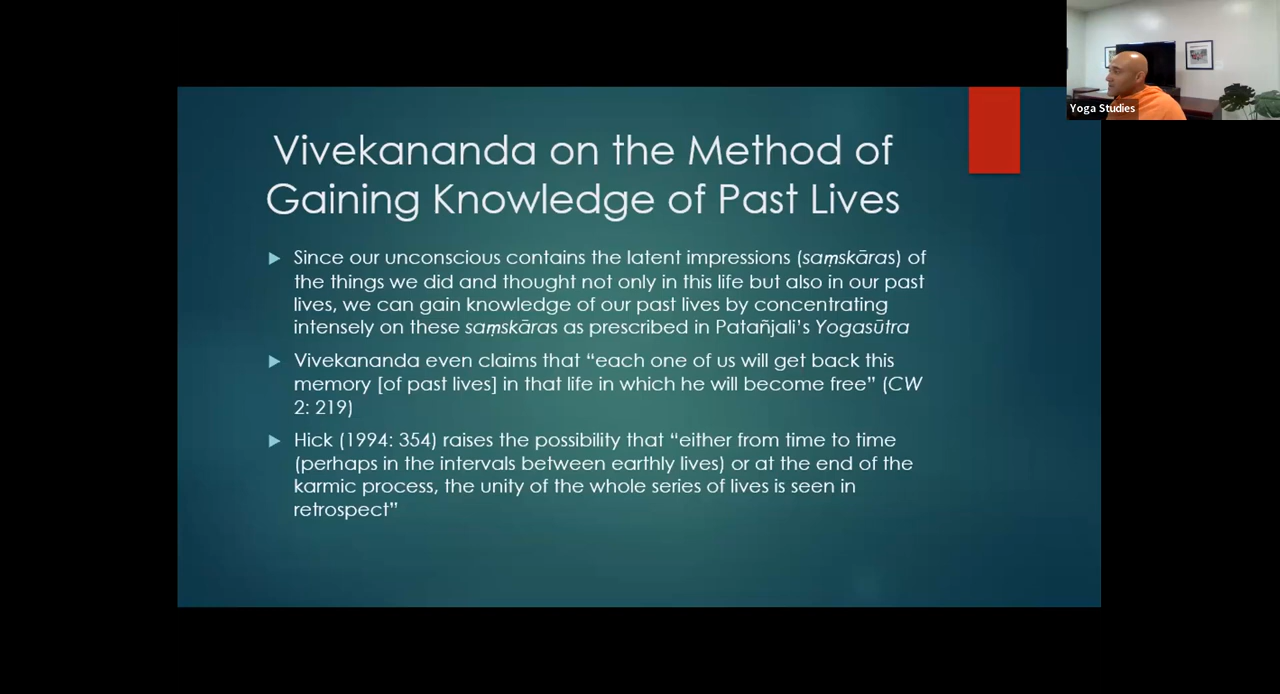 Vivekananda on the Method of
Gaining Knowledge of Past Lives
Since our unconscious contains the latent impressions (saṃskāras) of
the things we did and thought not only in this life but also in our past
lives, we can gain knowledge of our past lives by concentrating
intensely on these saṃskāras as prescribed in Patañjali’s Yogasūtra
Vivekananda even claims that “each one of us will get back this
memory [of past lives] in that life in which he will become free” (CW
2: 219)
Hick (1994: 354) raises the possibility that “either from time to time
(perhaps in the intervals between earthly lives) or at the end of the
karmic process, the unity of the whole series of lives is seen in
retrospect”
Yoga Studies